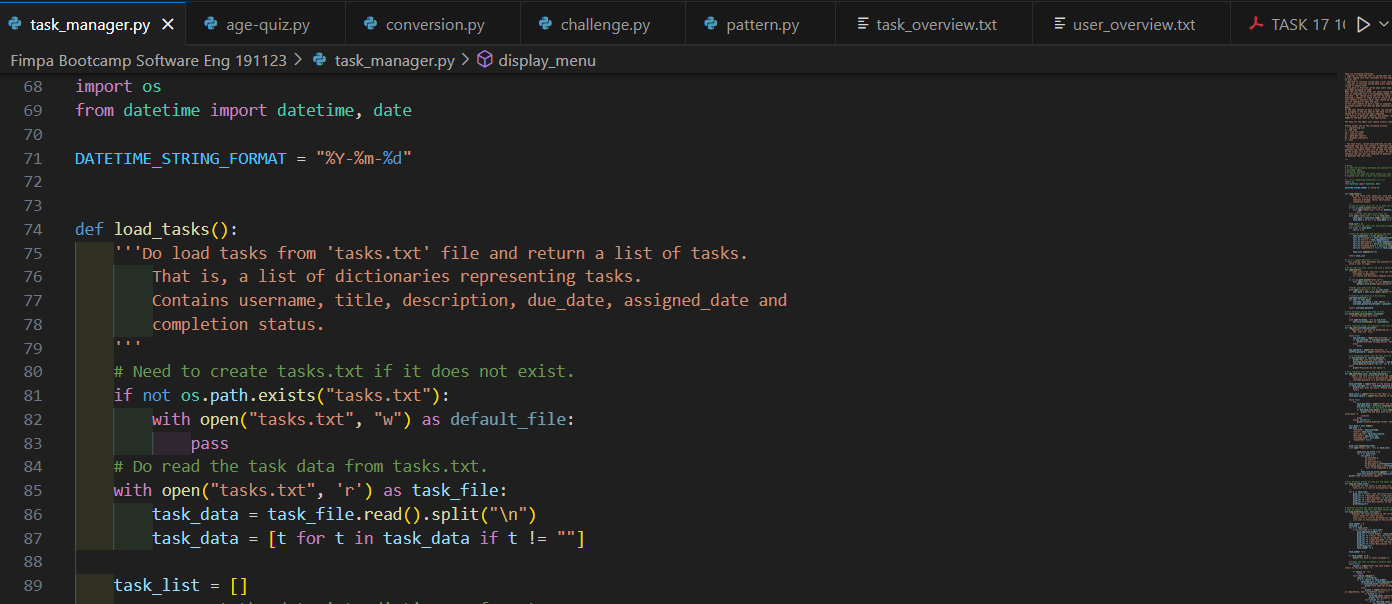 task_manager.py
age-quiz.py
conversion.py
challenge.py
pattern.py
task_overview.txt
user_overview.txt
TASK 17
Fimpa Bootcamp Software Eng 191123 > task_manager.py > display_menu
68 import os
69 from datetime import datetime, date
70
71 DATETIME_STRING_FORMAT = "%Y-%m-%d"
72
73
74 def load_tasks():
75 '''Do load tasks from 'tasks.txt' file and return a list of tasks.
76 That is, a list of dictionaries representing tasks.
77 Contains username, title, description, due_date, assigned_date and
78 completion status.
79 '''
80 # Need to create tasks.txt if it does not exist.
81 if not os.path.exists("tasks.txt"):
82 with open("tasks.txt", "w") as default_file:
83 pass
84 # Do read the task data from tasks.txt.
85 with open("tasks.txt", 'r') as task_file:
86 task_data = task_file.read().split("\n")
87 task_data = [t for t in task_data if t != ""]
88
89 task_list = []